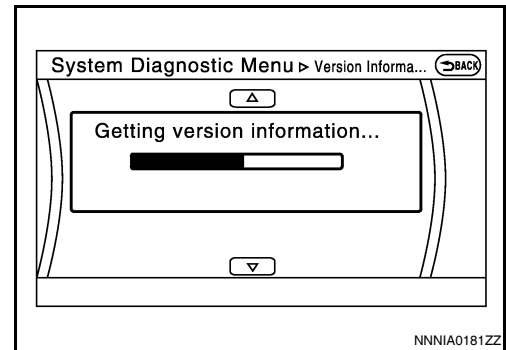 System Diagnostic Menu ▷ Version Informa... BACK
Getting version information...
NNNIA0181ZZ